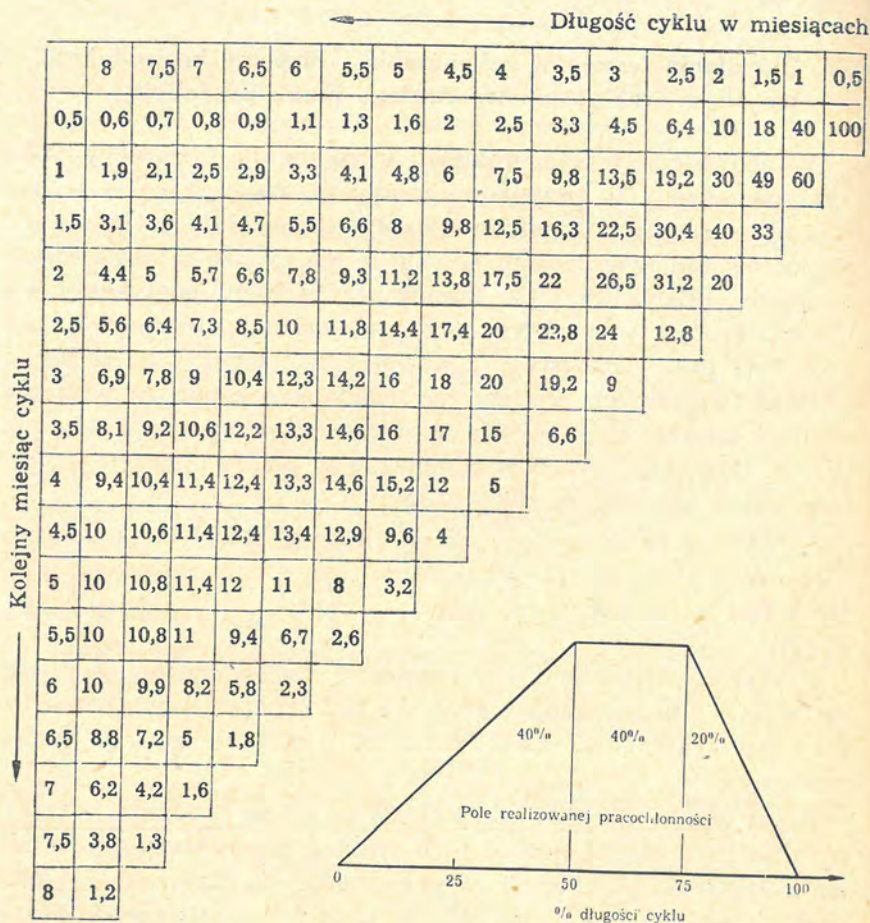 Długość cyklu w miesiącach
8 7,5 7 6,5 6 5,5 5 4,5 4 3,5 3 2,5 2 1,5 1 0,5
0,5 0,6 0,7 0,8 0,9 1,1 1,3 1,6 2 2,5 3,3 4,5 6,4 10 18 40 100
1 1,9 2,1 2,5 2,9 3,3 4,1 4,8 6 7,5 9,8 13,5 19,2 30 49 60
1,5 3,1 3,6 4,1 4,7 5,5 6,6 8 9,8 12,5 16,3 22,5 30,4 40 33
2 4,4 5 5,7 6,6 7,8 9,3 11,2 13,8 17,5 22 26,5 31,2 20
2,5 5,6 6,4 7,3 8,5 10 11,8 14,4 17,4 20 22,8 24 12,8
3 6,9 7,8 9 10,4 12,3 14,2 16 18 20 19,2 9
3,5 8,1 9,2 10,6 12,2 13,3 14,6 16 17 15 6,6
4 9,4 10,4 11,4 12,4 13,3 14,6 15,2 12 5
4,5 10 10,6 11,4 12,4 13,4 12,9 9,6 4
5 10 10,8 11,4 12 11 8 3,2
5,5 10 10,8 11 9,4 6,7 2,6
6 10 9,9 8,2 5,8 2,3
6,5 8,8 7,2 5 1,8
7 6,2 4,2 1,6
7,5 3,8 1,3
8 1,2
Kolejny miesiąc cyklu
40% 40% 20%
Pole realizowanej pracochłonności
0 25 50 75 100
% długości cyklu